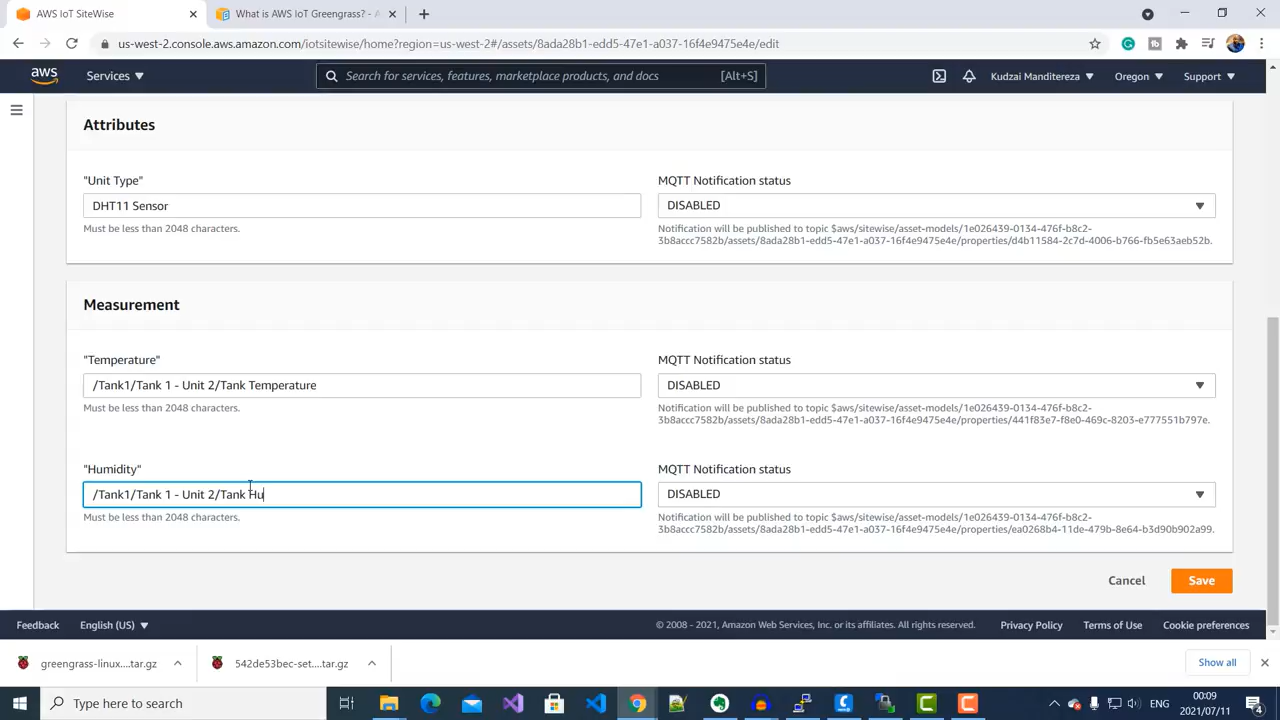 AWS IoT SiteWise
What is AWS IoT Greengrass? - A
us-west-2.console.aws.amazon.com/iotsitewise/home?region=us-west-2#/assets/8ada28b1-edd5-47e1-a037-16f4e9475e4e/edit
aws
Services
Search for services, features, marketplace products, and docs
[Alt+S]
Kudzai Manditereza
Oregon
Support
Attributes
"Unit Type"
MQTT Notification status
DHT11 Sensor
DISABLED
Must be less than 2048 characters.
Notification will be published to topic $aws/sitewise/asset-models/1e026439-0134-476f-b8c2-
3b8accc7582b/assets/8ada28b1-edd5-47e1-a037-16f4e9475e4e/properties/d4b11584-2c7d-4006-b766-fb5e63aeb52b.
Measurement
"Temperature"
MQTT Notification status
/Tank1/Tank 1 - Unit 2/Tank Temperature
DISABLED
Must be less than 2048 characters.
Notification will be published to topic $aws/sitewise/asset-models/1e026439-0134-476f-b8c2-
3b8accc7582b/assets/8ada28b1-edd5-47e1-a037-16f4e9475e4e/properties/441f83e7-f8e0-469c-8203-e777551b797e.
"Humidity"
MQTT Notification status
/Tank1/Tank 1 - Unit 2/Tank Hu
DISABLED
Must be less than 2048 characters.
Notification will be published to topic $aws/sitewise/asset-models/1e026439-0134-476f-b8c2-
3b8accc7582b/assets/8ada28b1-edd5-47e1-a037-16f4e9475e4e/properties/ea0268b4-11de-479b-8e64-b3d90b902a99.
Cancel
Save
Feedback
English (US)
© 2008 - 2021, Amazon Web Services, Inc. or its affiliates. All rights reserved.
Privacy Policy
Terms of Use
Cookie preferences
greengrass-linux....tar.gz
542de53bec-set....tar.gz
Show all
Type here to search
ENG
00:09
2021/07/11
4